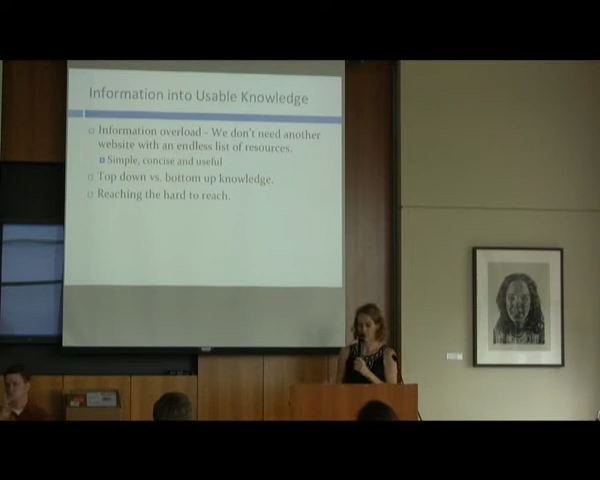 Information into Usable Knowledge
Information overload - We don't need another
website with an endless list of resources.
Simple, concise and useful
Top down vs. bottom up knowledge.
Reaching the hard to reach.